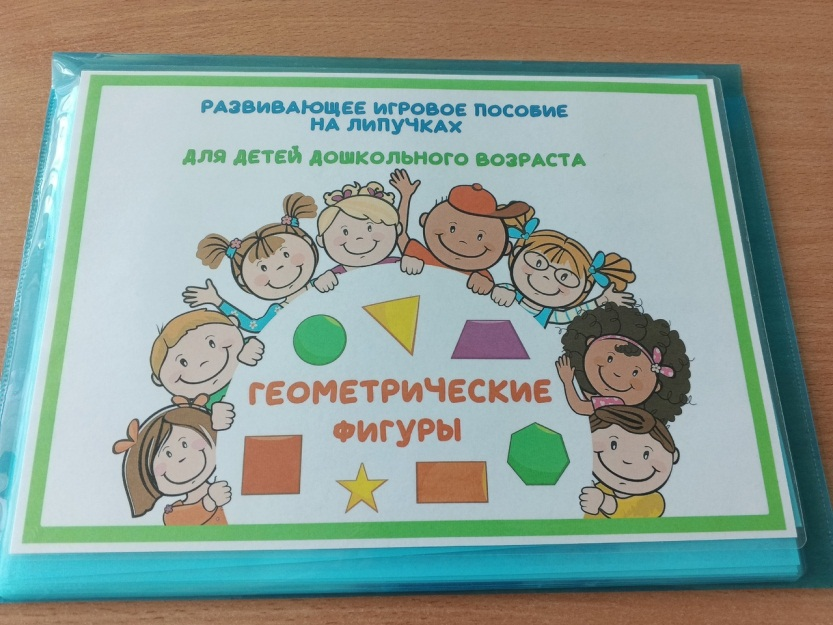 РАЗВИВАЮЩЕЕ ИГРОВОЕ ПОСОБИЕ
НА ЛИПУЧКАХ
ДЛЯ ДЕТЕЙ ДОШКОЛЬНОГО ВОЗРАСТА
ГЕОМЕТРИЧЕСКИЕ
ФИГУРЫ